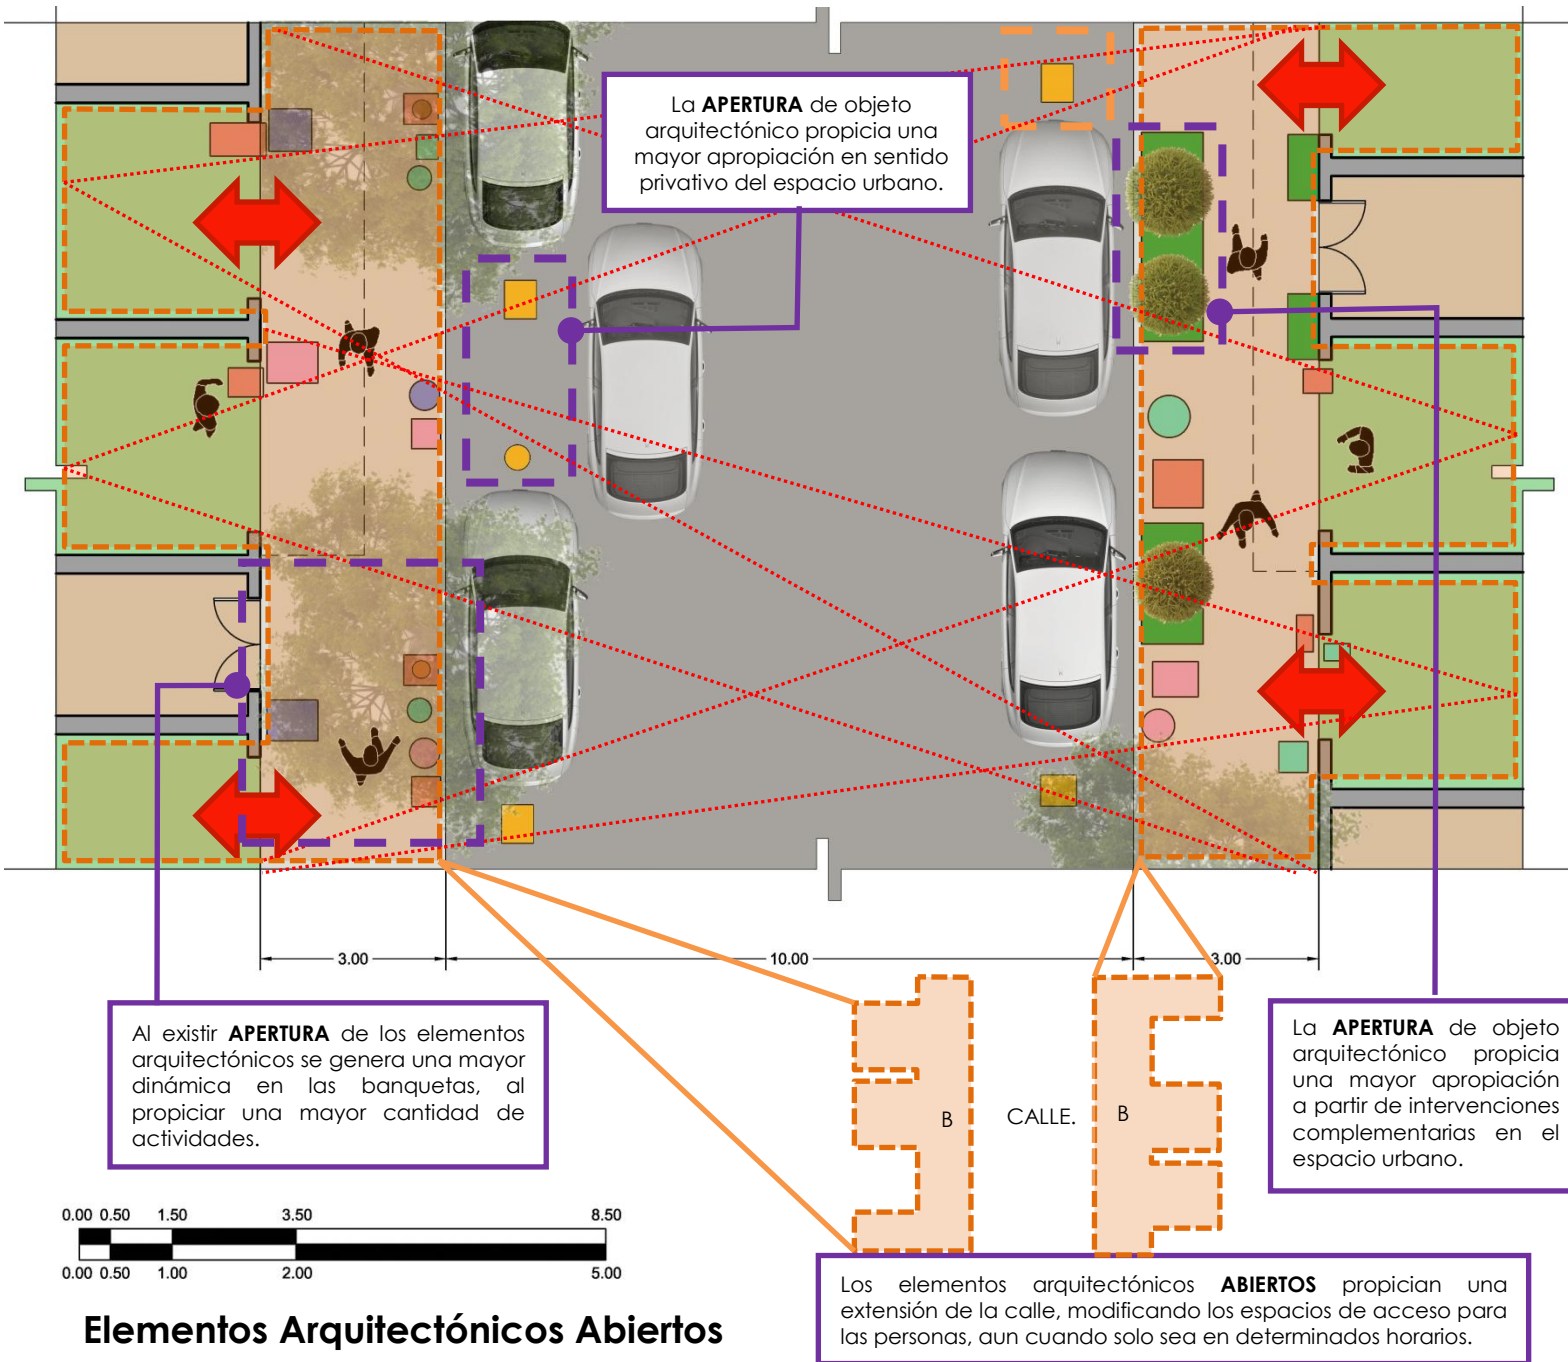 La APERTURA de objeto
arquitectónico propicia una
mayor apropiación en sentido
privativo del espacio urbano.
3.00
10.00
3.00
Al existir APERTURA de los elementos
arquitectónicos se genera una mayor
dinámica en las banquetas, al
propiciar una mayor cantidad de
actividades.
B
CALLE.
B
La APERTURA de objeto
arquitectónico propicia
una mayor apropiación
a partir de intervenciones
complementarias en el
espacio urbano.
0.00 0.50 1.50 3.50 8.50
0.00 0.50 1.00 2.00 5.00
Los elementos arquitectónicos ABIERTOS propician una
extensión de la calle, modificando los espacios de acceso para
las personas, aun cuando solo sea en determinados horarios.
Elementos Arquitectónicos Abiertos